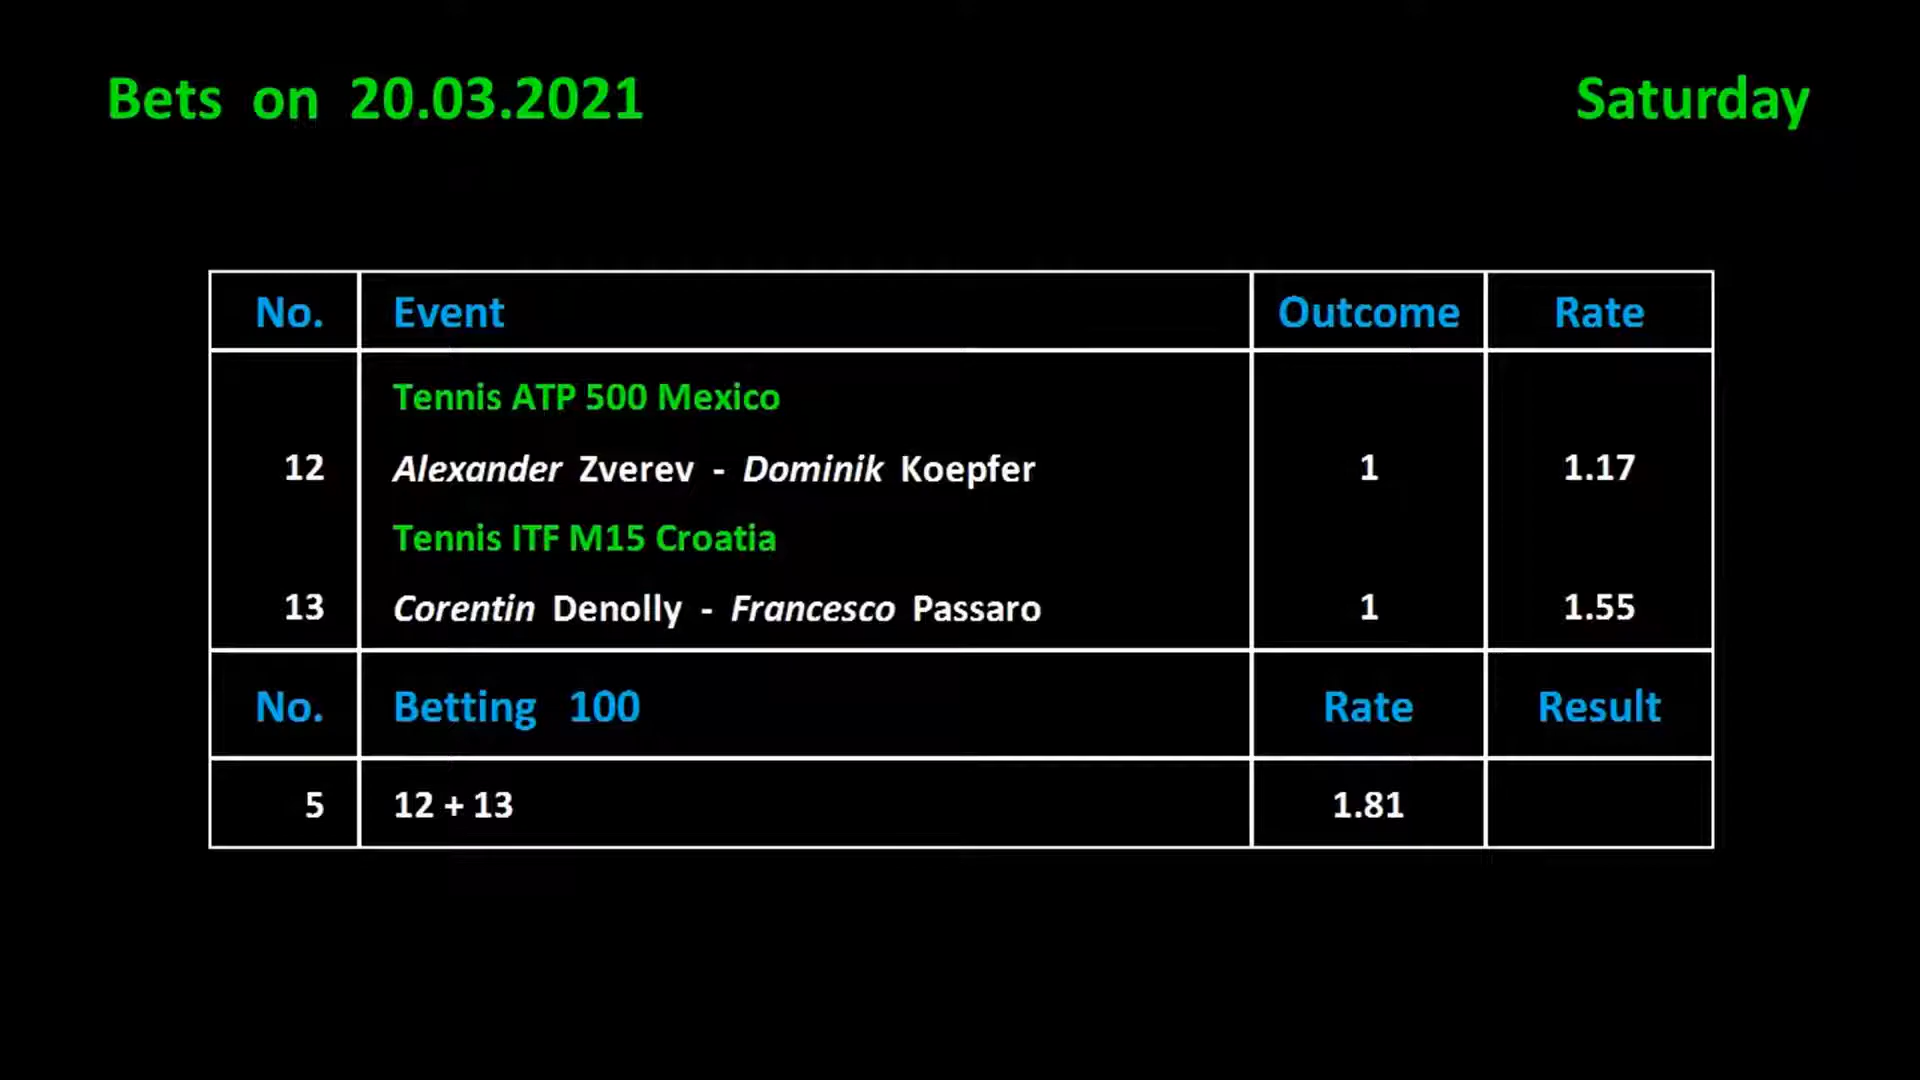 Bets on 20.03.2021 Saturday
No. Event Outcome Rate
Tennis ATP 500 Mexico
12 Alexander Zverev - Dominik Koepfer 1 1.17
Tennis ITF M15 Croatia
13 Corentin Denolly - Francesco Passaro 1 1.55
No. Betting 100 Rate Result
5 12 + 13 1.81